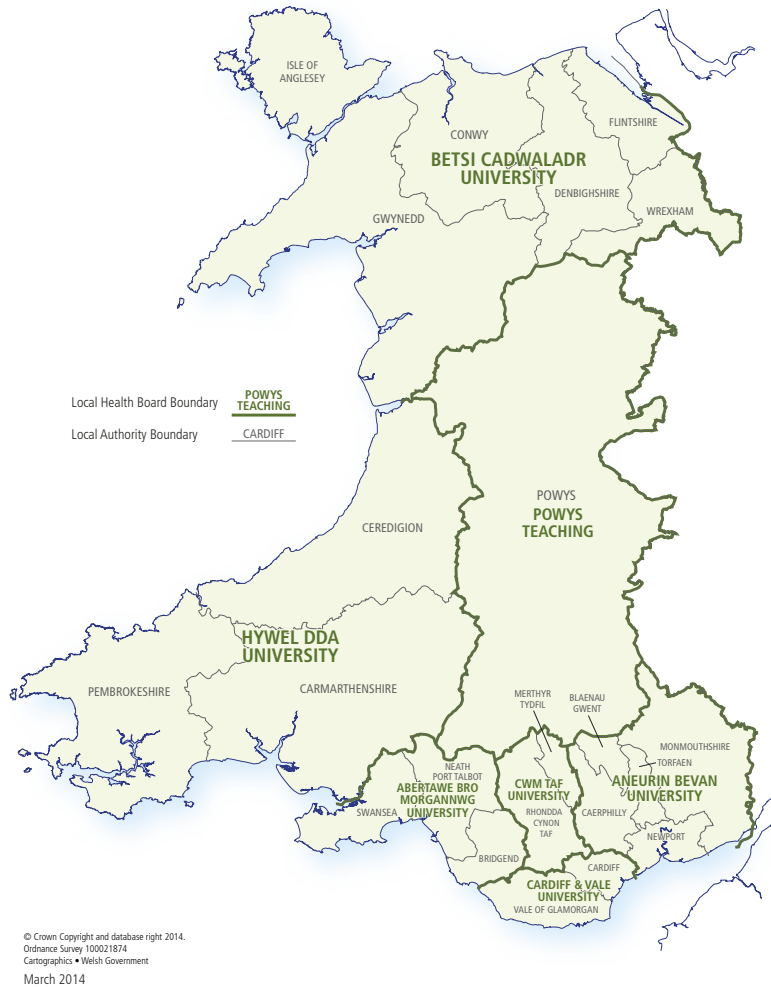 ISLE OF
ANGLESEY
CONWY
FLINTSHIRE
BETSI CADWALADR
UNIVERSITY
DENBIGHSHIRE
WREXHAM
GWYNEDD
Local Health Board Boundary
POWYS
TEACHING
Local Authority Boundary
CARDIFF
POWYS
POWYS
TEACHING
CEREDIGION
HYWEL DDA
UNIVERSITY
PEMBROKESHIRE
CARMARTHENSHIRE
MERTHYR
TYDFIL
BLAENAU
GWENT
MONMOUTHSHIRE
TORFAEN
NEATH
PORT TALBOT
ABERTAWE BRO
MORGANNWG
UNIVERSITY
SWANSEA
CWM TAF
UNIVERSITY
RHONDDA
CYNON
TAF
ANEURIN BEVAN
UNIVERSITY
CAERPHILLY
NEWPORT
BRIDGEND
CARDIFF
CARDIFF & VALE
UNIVERSITY
VALE OF GLAMORGAN
© Crown Copyright and database right 2014.
Ordnance Survey 100021874
Cartographics • Welsh Government
March 2014